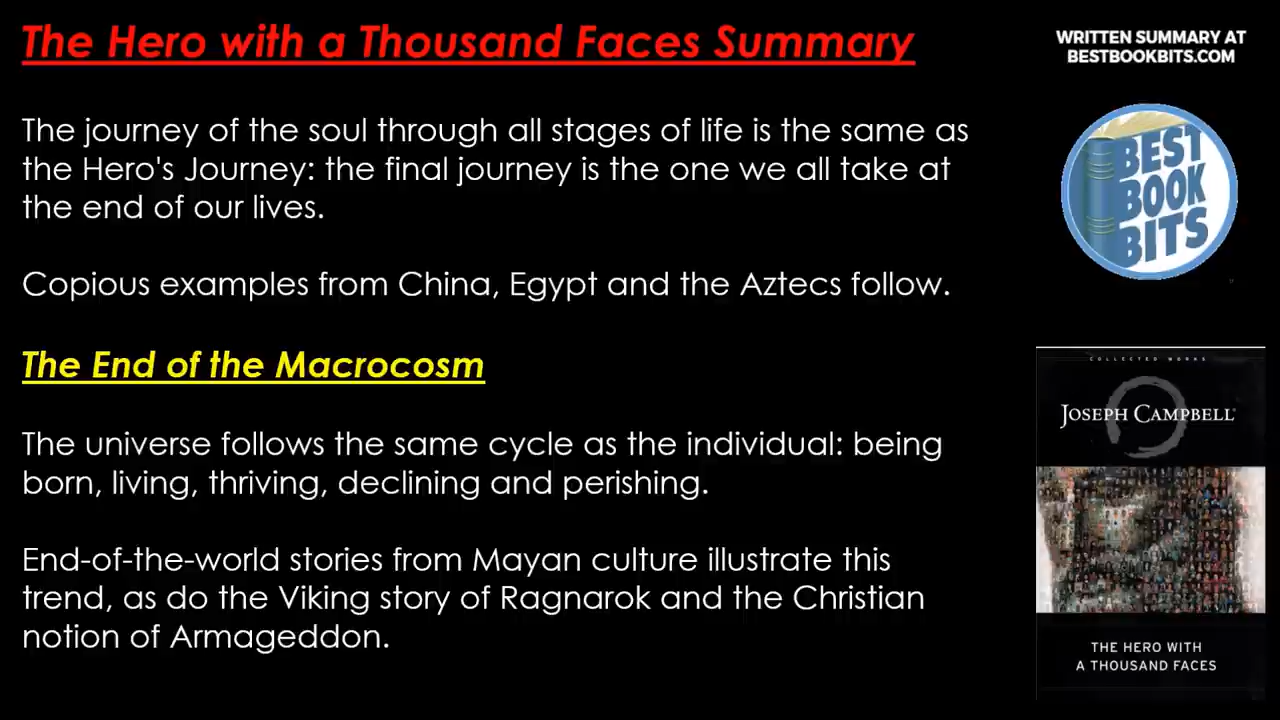 The Hero with a Thousand Faces Summary
The journey of the soul through all stages of life is the same as
the Hero's Journey: the final journey is the one we all take at
the end of our lives.
Copious examples from China, Egypt and the Aztecs follow.
The End of the Macrocosm
The universe follows the same cycle as the individual: being
born, living, thriving, declining and perishing.
End-of-the-world stories from Mayan culture illustrate this
trend, as do the Viking story of Ragnarok and the Christian
notion of Armageddon.
WRITTEN SUMMARY AT
BESTBOOKBITS.COM
BEST
BOOK
BITS
COLLECTED WORKS
JOSEPH CAMPBELL
THE HERO WITH
A THOUSAND FACES